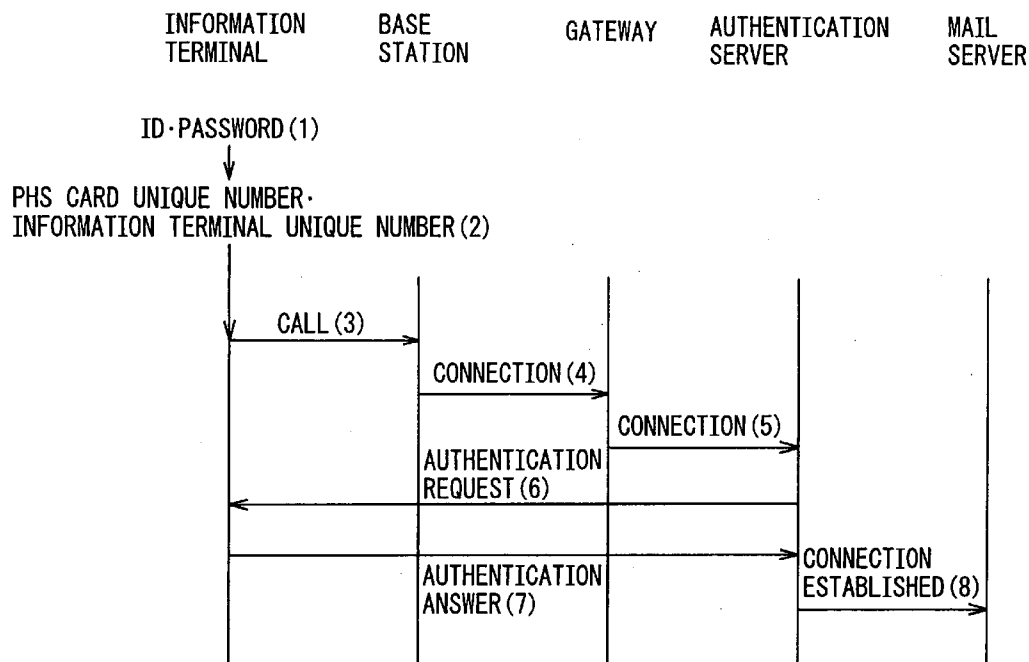 INFORMATION
TERMINAL
BASE
STATION
GATEWAY
AUTHENTICATION
SERVER
MAIL
SERVER
ID·PASSWORD(1)
PHS CARD UNIQUE NUMBER·
INFORMATION TERMINAL UNIQUE NUMBER(2)
CALL(3)
CONNECTION(4)
CONNECTION(5)
AUTHENTICATION
REQUEST(6)
AUTHENTICATION
ANSWER(7)
CONNECTION
ESTABLISHED(8)